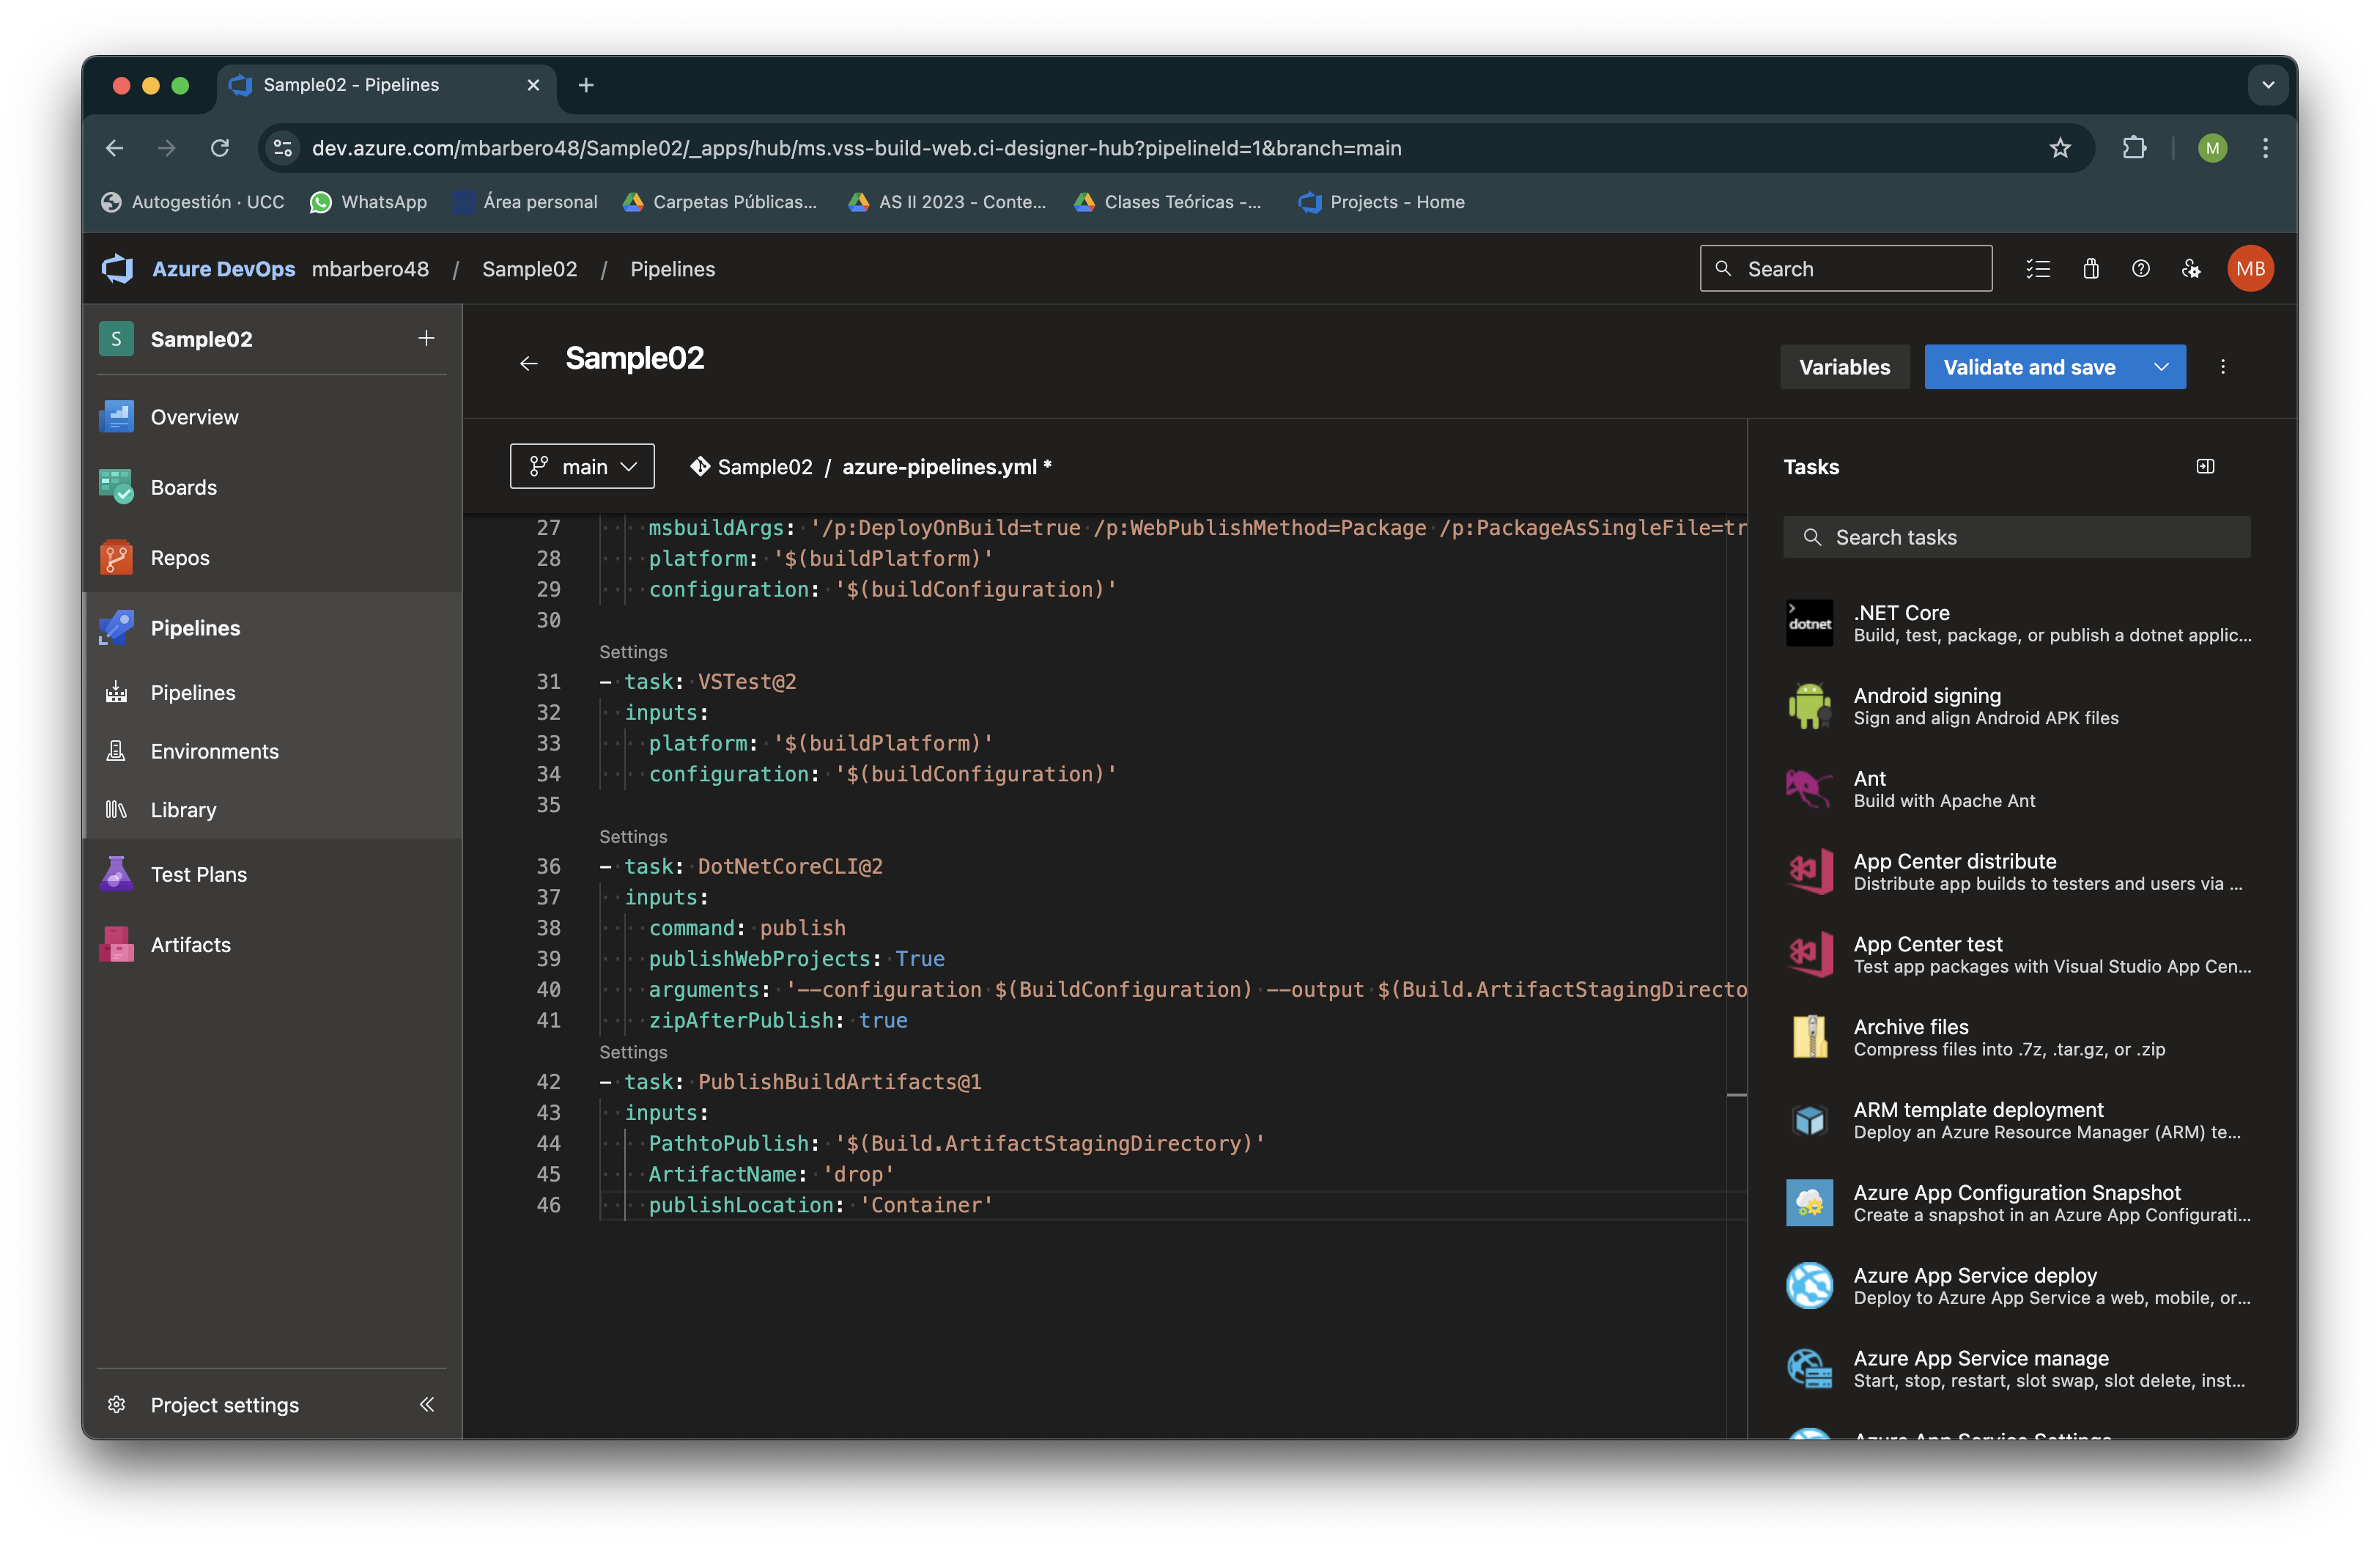 Sample02 - Pipelines
dev.azure.com/mbarbero48/Sample02/_apps/hub/ms.vss-build-web.ci-designer-hub?pipelineId=1&branch=main
M
Autogestión · UCC
WhatsApp
Área personal
Carpetas Públicas...
AS II 2023 - Conte...
Clases Teóricas -...
Projects - Home
Azure DevOps mbarbero48 / Sample02 / Pipelines
Search
MB
S Sample02
Overview
Boards
Repos
Pipelines
Pipelines
Environments
Library
Test Plans
Artifacts
Project settings
Sample02
Variables
Validate and save
main
Sample02 / azure-pipelines.yml *
27 msbuildArgs: '/p:DeployOnBuild=true /p:WebPublishMethod=Package /p:PackageAsSingleFile=tr
28 platform: '$(buildPlatform)'
29 configuration: '$(buildConfiguration)'
30
Settings
31 - task: VSTest@2
32 inputs:
33 platform: '$(buildPlatform)'
34 configuration: '$(buildConfiguration)'
35
Settings
36 - task: DotNetCoreCLI@2
37 inputs:
38 command: publish
39 publishWebProjects: True
40 arguments: '--configuration $(BuildConfiguration) --output $(Build.ArtifactStagingDirecto
41 zipAfterPublish: true
Settings
42 - task: PublishBuildArtifacts@1
43 inputs:
44 PathtoPublish: '$(Build.ArtifactStagingDirectory)'
45 ArtifactName: 'drop'
46 publishLocation: 'Container'
Tasks
Search tasks
dotnet
.NET Core
Build, test, package, or publish a dotnet applic...
Android signing
Sign and align Android APK files
Ant
Build with Apache Ant
App Center distribute
Distribute app builds to testers and users via ...
App Center test
Test app packages with Visual Studio App Cen...
Archive files
Compress files into .7z, .tar.gz, or .zip
ARM template deployment
Deploy an Azure Resource Manager (ARM) te...
Azure App Configuration Snapshot
Create a snapshot in an Azure App Configurati...
Azure App Service deploy
Deploy to Azure App Service a web, mobile, or...
Azure App Service manage
Start, stop, restart, slot swap, slot delete, inst...
Azure App Service Settings